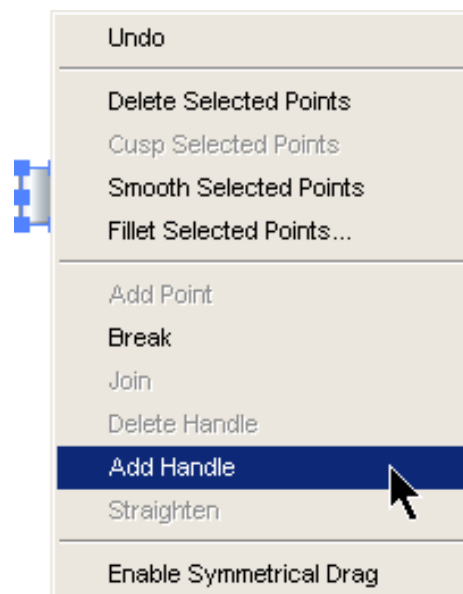 Undo
Delete Selected Points
Cusp Selected Points
Smooth Selected Points
Fillet Selected Points...
Add Point
Break
Join
Delete Handle
Add Handle
Straighten
Enable Symmetrical Drag